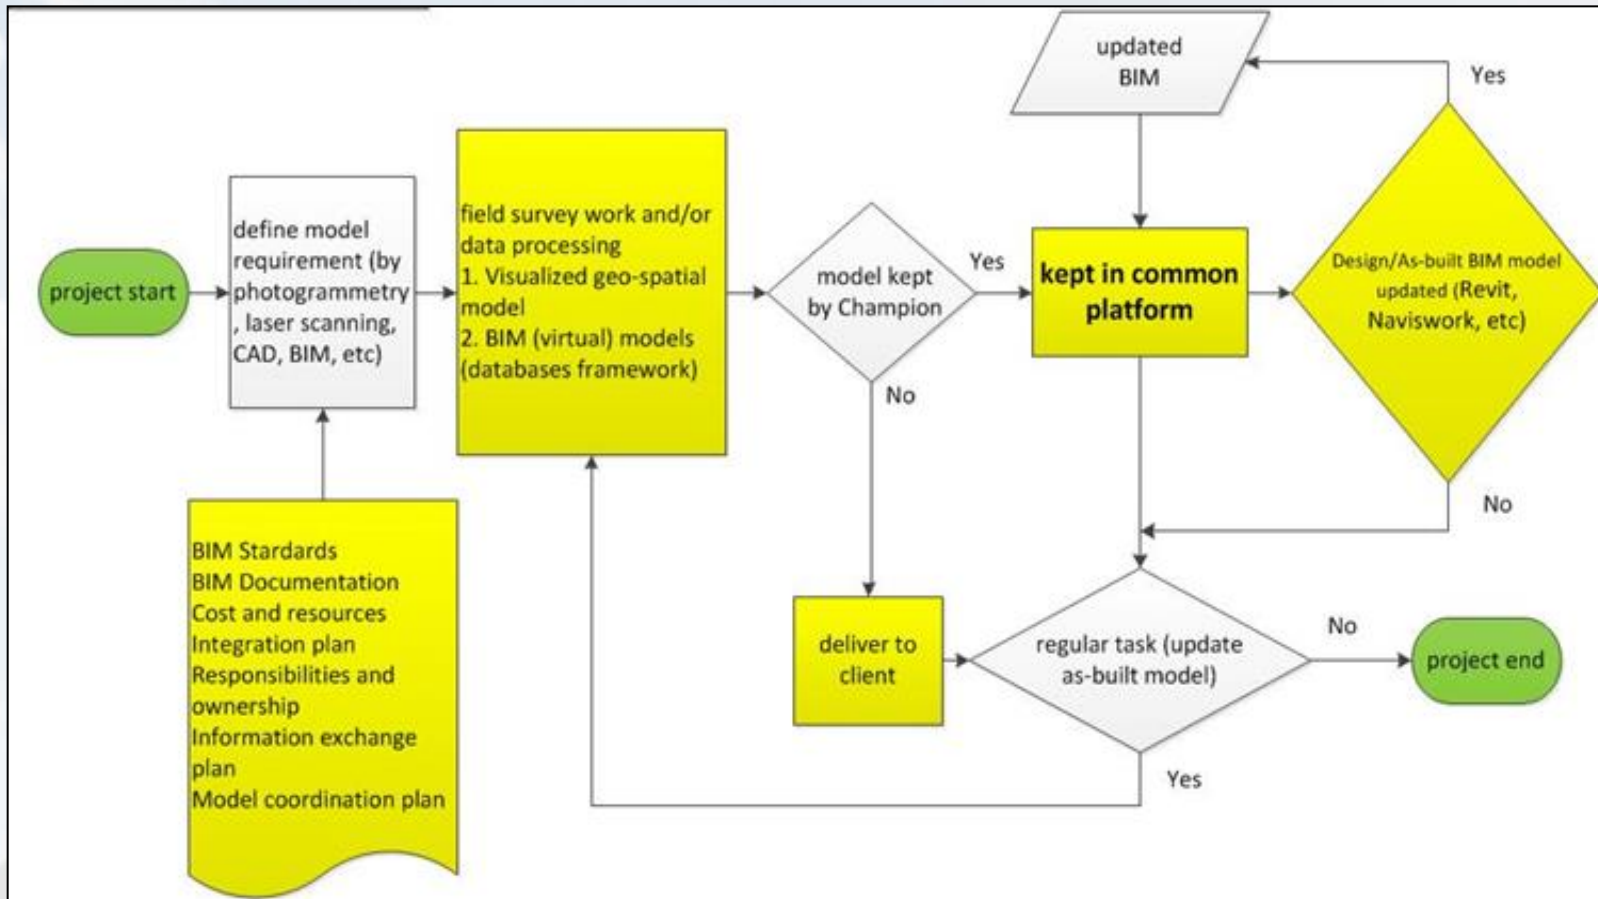 project start
define model
requirement (by
photogrammetry
, laser scanning,
CAD, BIM, etc)
BIM Stardards
BIM Documentation
Cost and resources
Integration plan
Responsibilities and
ownership
Information exchange
plan
Model coordination plan
field survey work and/or
data processing
1. Visualized geo-spatial
model
2. BIM (virtual) models
(databases framework)
model kept
by Champion
Yes
No
deliver to
client
updated
BIM
kept in common
platform
Design/As-built BIM model
updated (Revit,
Naviswork, etc)
Yes
No
regular task (update
as-built model)
No
Yes
project end